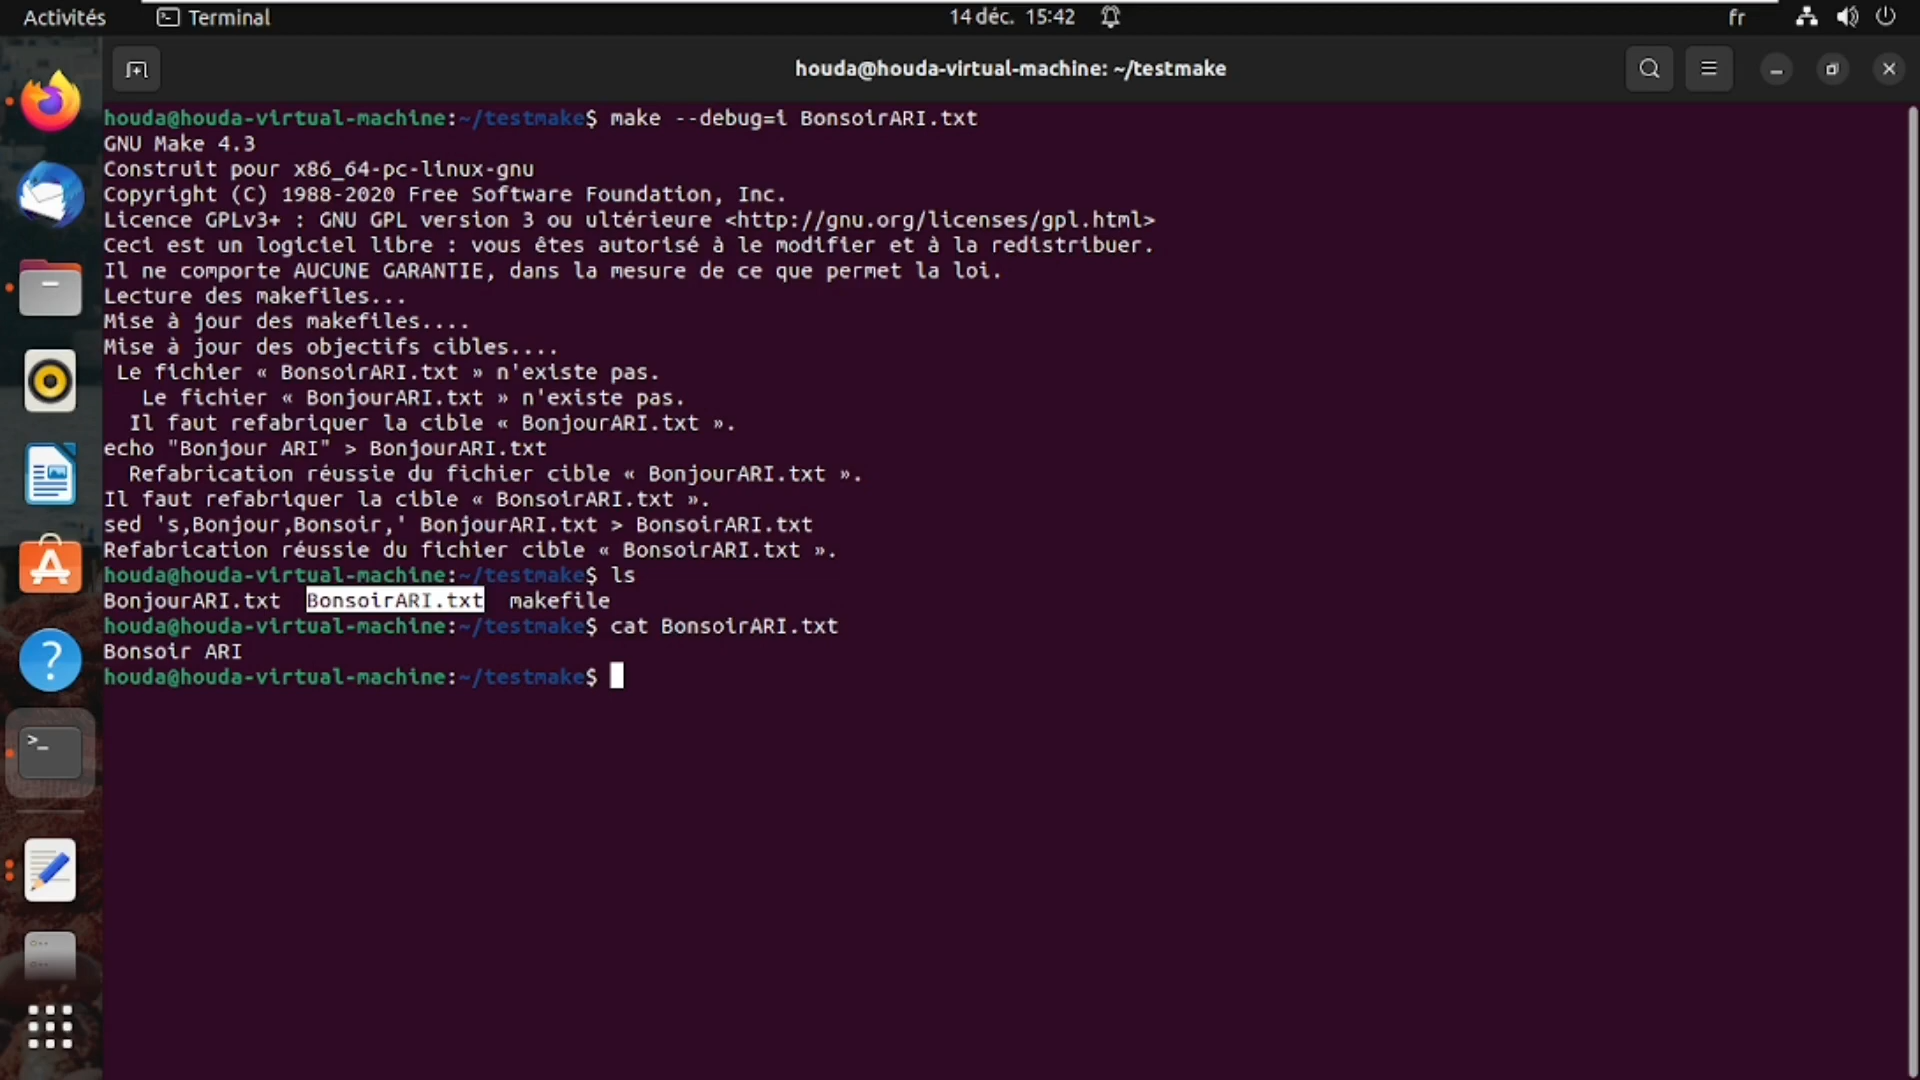 Activités
Terminal
14 déc. 15:42
fr
houda@houda-virtual-machine: ~/testmake
houda@houda-virtual-machine:~/testmake$ make --debug=i BonsoirARI.txt
GNU Make 4.3
Construit pour x86_64-pc-linux-gnu
Copyright (C) 1988-2020 Free Software Foundation, Inc.
Licence GPLv3+ : GNU GPL version 3 ou ultérieure <http://gnu.org/licenses/gpl.html>
Ceci est un logiciel libre : vous êtes autorisé à le modifier et à la redistribuer.
Il ne comporte AUCUNE GARANTIE, dans la mesure de ce que permet la loi.
Lecture des makefiles...
Mise à jour des makefiles....
Mise à jour des objectifs cibles....
Le fichier « BonsoirARI.txt » n'existe pas.
Le fichier « BonjourARI.txt » n'existe pas.
Il faut refabriquer la cible « BonjourARI.txt ».
echo "Bonjour ARI" > BonjourARI.txt
Refabrication réussie du fichier cible « BonjourARI.txt ».
Il faut refabriquer la cible « BonsoirARI.txt ».
sed 's,Bonjour,Bonsoir,' BonjourARI.txt > BonsoirARI.txt
Refabrication réussie du fichier cible « BonsoirARI.txt ».
houda@houda-virtual-machine:~/testmake$ ls
BonjourARI.txt BonsoirARI.txt makefile
houda@houda-virtual-machine:~/testmake$ cat BonsoirARI.txt
Bonsoir ARI
houda@houda-virtual-machine:~/testmake$